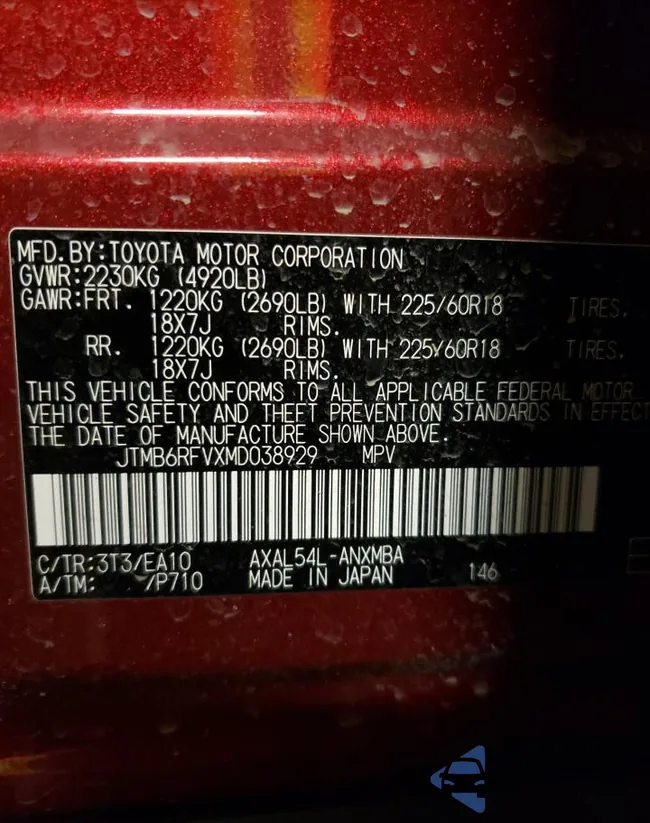 MFD.BY:TOYOTA MOTOR CORPORATION
GVWR:2230KG (4920LB)
GAWR:FRT. 1220KG (2690LB) WITH 225/60R18 TIRES.
18X7J RIMS.
RR. 1220KG (2690LB) WITH 225/60R18 TIRES.
18X7J RIMS.
THIS VEHICLE CONFORMS TO ALL APPLICABLE FEDERAL MOTOR
VEHICLE SAFETY AND THEFT PREVENTION STANDARDS IN EFFECT
THE DATE OF MANUFACTURE SHOWN ABOVE.
JTMB6RFVXMD038929 MPV
C/TR:3T3/EA10 AXAL54L-ANXMBA
A/TM: /P710 MADE IN JAPAN 146